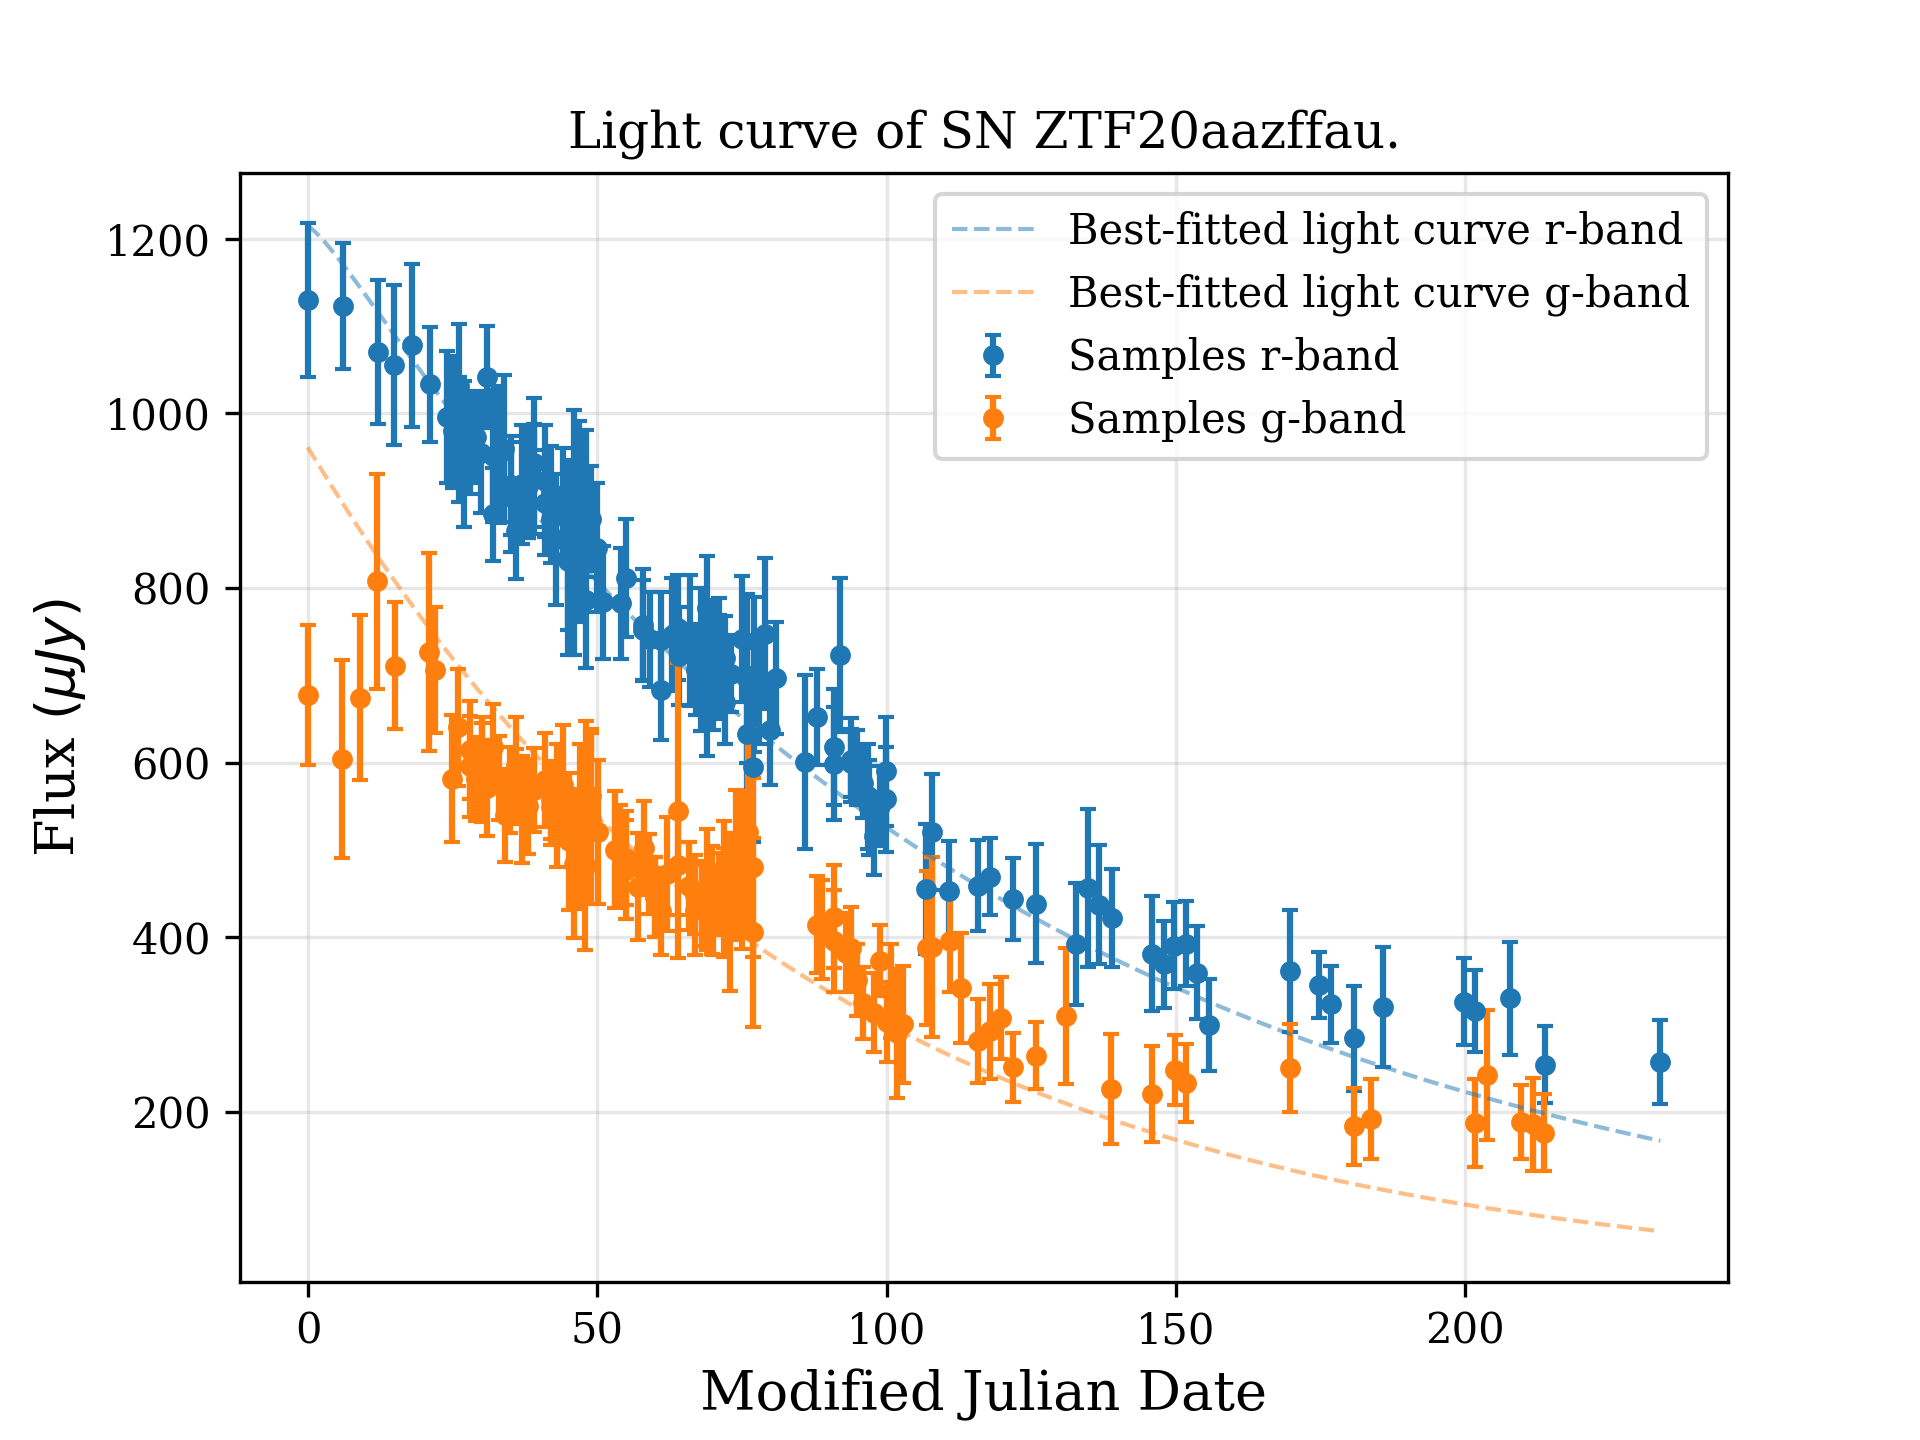 Light curve of SN ZTF20aazffau.
Best-fitted light curve r-band
Best-fitted light curve g-band
Samples r-band
Samples g-band
1200
1000
800
600
400
200
Flux (μJy)
0 50 100 150 200
Modified Julian Date